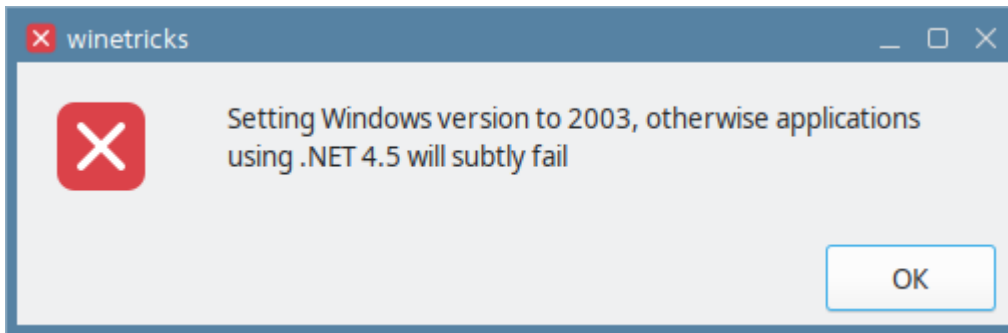 winetricks
Setting Windows version to 2003, otherwise applications
using .NET 4.5 will subtly fail
OK